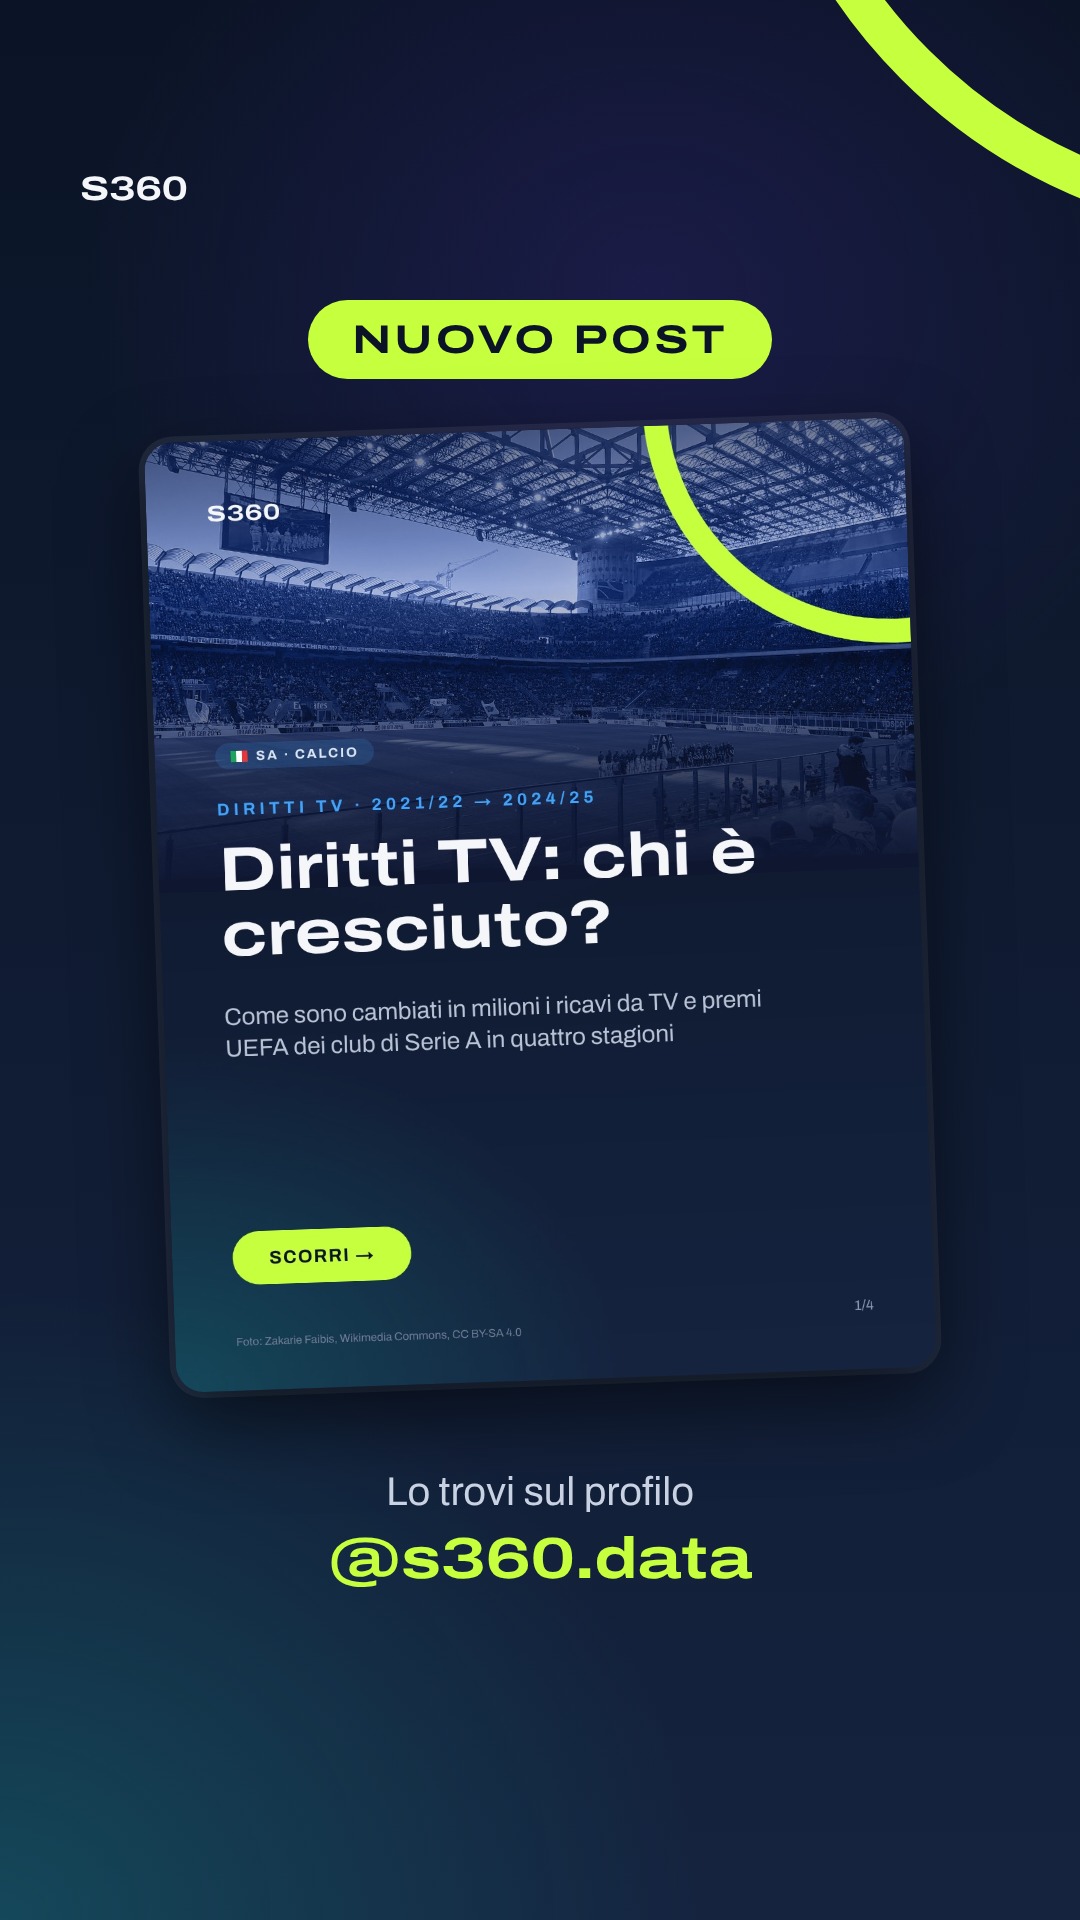 S360
NUOVO POST
S360
SA · CALCIO
DIRITTI TV · 2021/22 → 2024/25
Diritti TV: chi è
cresciuto?
Come sono cambiati in milioni i ricavi da TV e premi
UEFA dei club di Serie A in quattro stagioni
SCORRI →
1/4
Foto: Zakarie Faibis, Wikimedia Commons, CC BY-SA 4.0
Lo trovi sul profilo
@s360.data